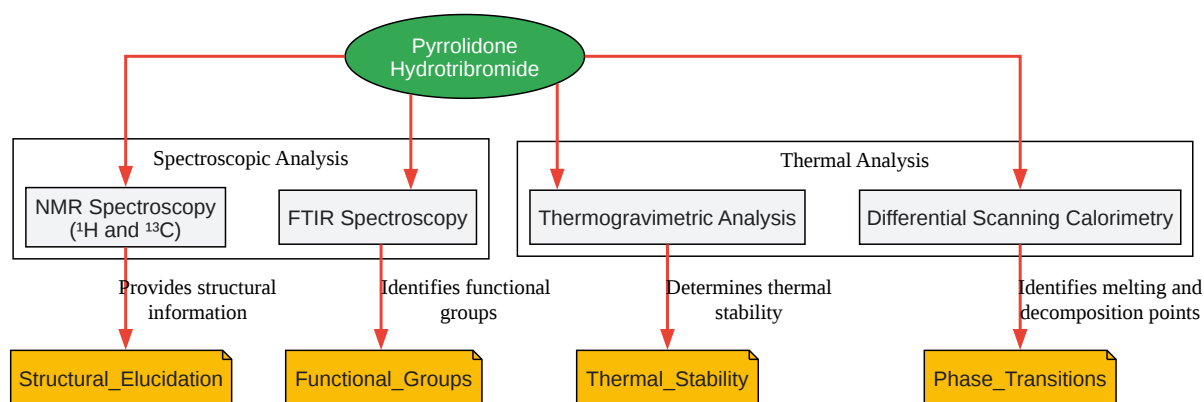 Pyrrolidone
Hydrotribromide
Spectroscopic Analysis
Thermal Analysis
NMR Spectroscopy
(¹H and ¹³C)
FTIR Spectroscopy
Thermogravimetric Analysis
Differential Scanning Calorimetry
Provides structural
information
Identifies functional
groups
Determines thermal
stability
Identifies melting and
decomposition points
Structural_Elucidation
Functional_Groups
Thermal_Stability
Phase_Transitions